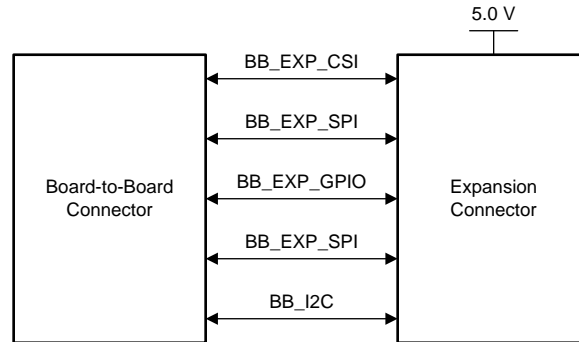 5.0 V
BB_EXP_CSI
BB_EXP_SPI
Board-to-Board
Connector
BB_EXP_GPIO
Expansion
Connector
BB_EXP_SPI
BB_I2C